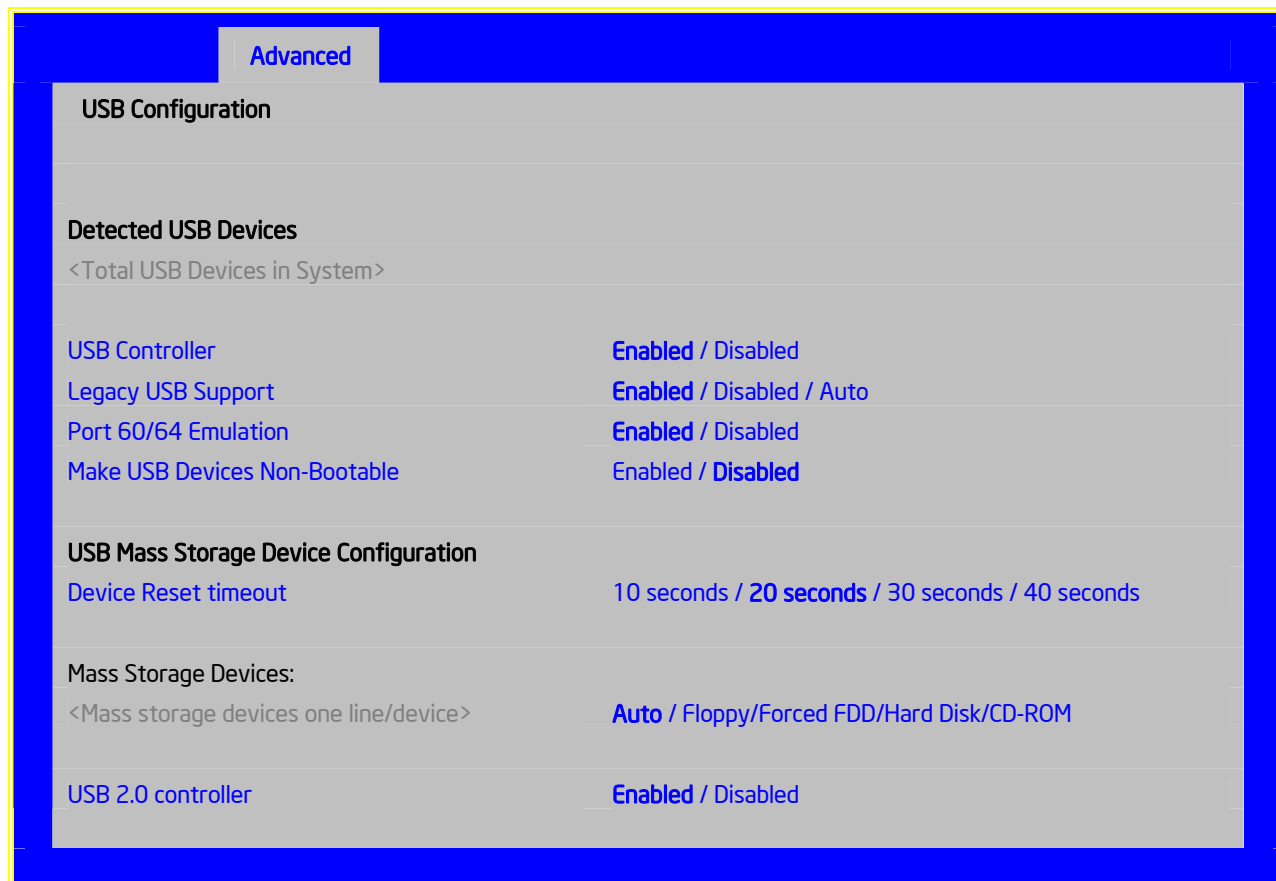 Advanced
USB Configuration
Detected USB Devices
<Total USB Devices in System>
USB Controller Enabled / Disabled
Legacy USB Support Enabled / Disabled / Auto
Port 60/64 Emulation Enabled / Disabled
Make USB Devices Non-Bootable Enabled / Disabled
USB Mass Storage Device Configuration
Device Reset timeout 10 seconds / 20 seconds / 30 seconds / 40 seconds
Mass Storage Devices:
<Mass storage devices one line/device> Auto / Floppy/Forced FDD/Hard Disk/CD-ROM
USB 2.0 controller Enabled / Disabled